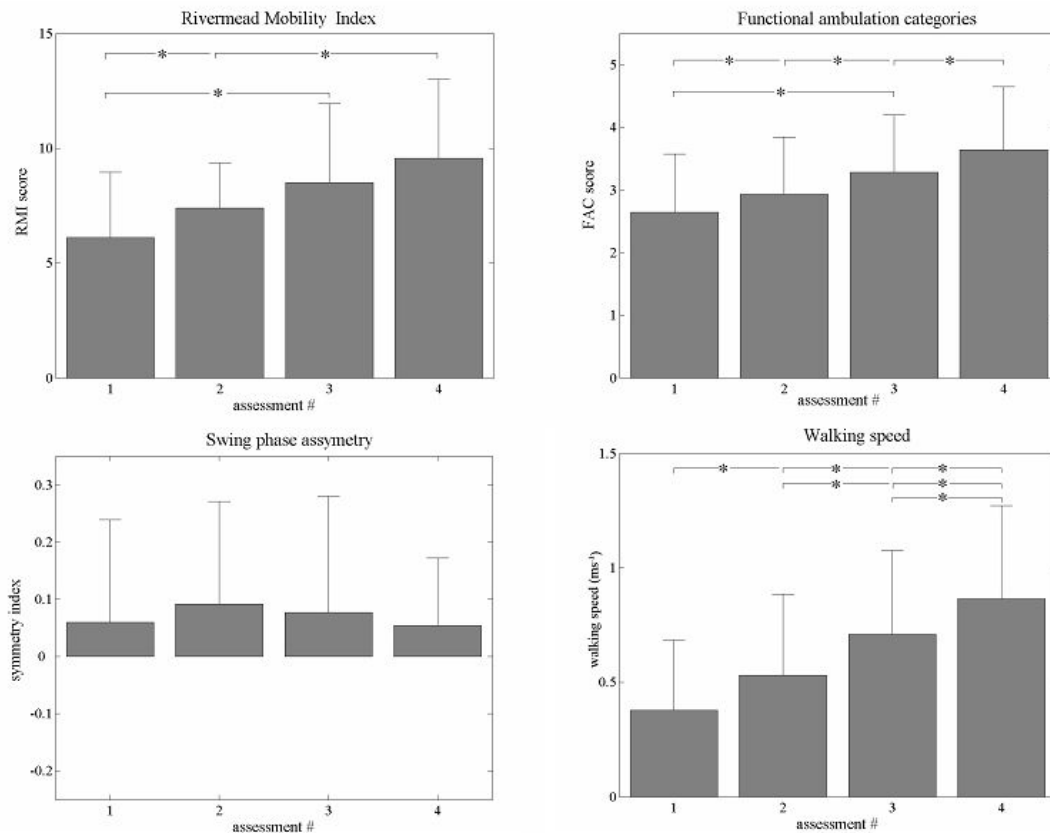 Rivermead Mobility Index
15
10
5
0
RMI score
* *
*
1 2 3 4
assessment #
Functional ambulation categories
5
4
3
2
1
0
FAC score
* * *
*
1 2 3 4
assessment #
Swing phase assymetry
0.3
0.2
0.1
0
-0.1
-0.2
symmetry index
1 2 3 4
assessment #
Walking speed
1.5
1
0.5
0
walking speed (ms⁻¹)
* * *
* *
*
1 2 3 4
assessment #